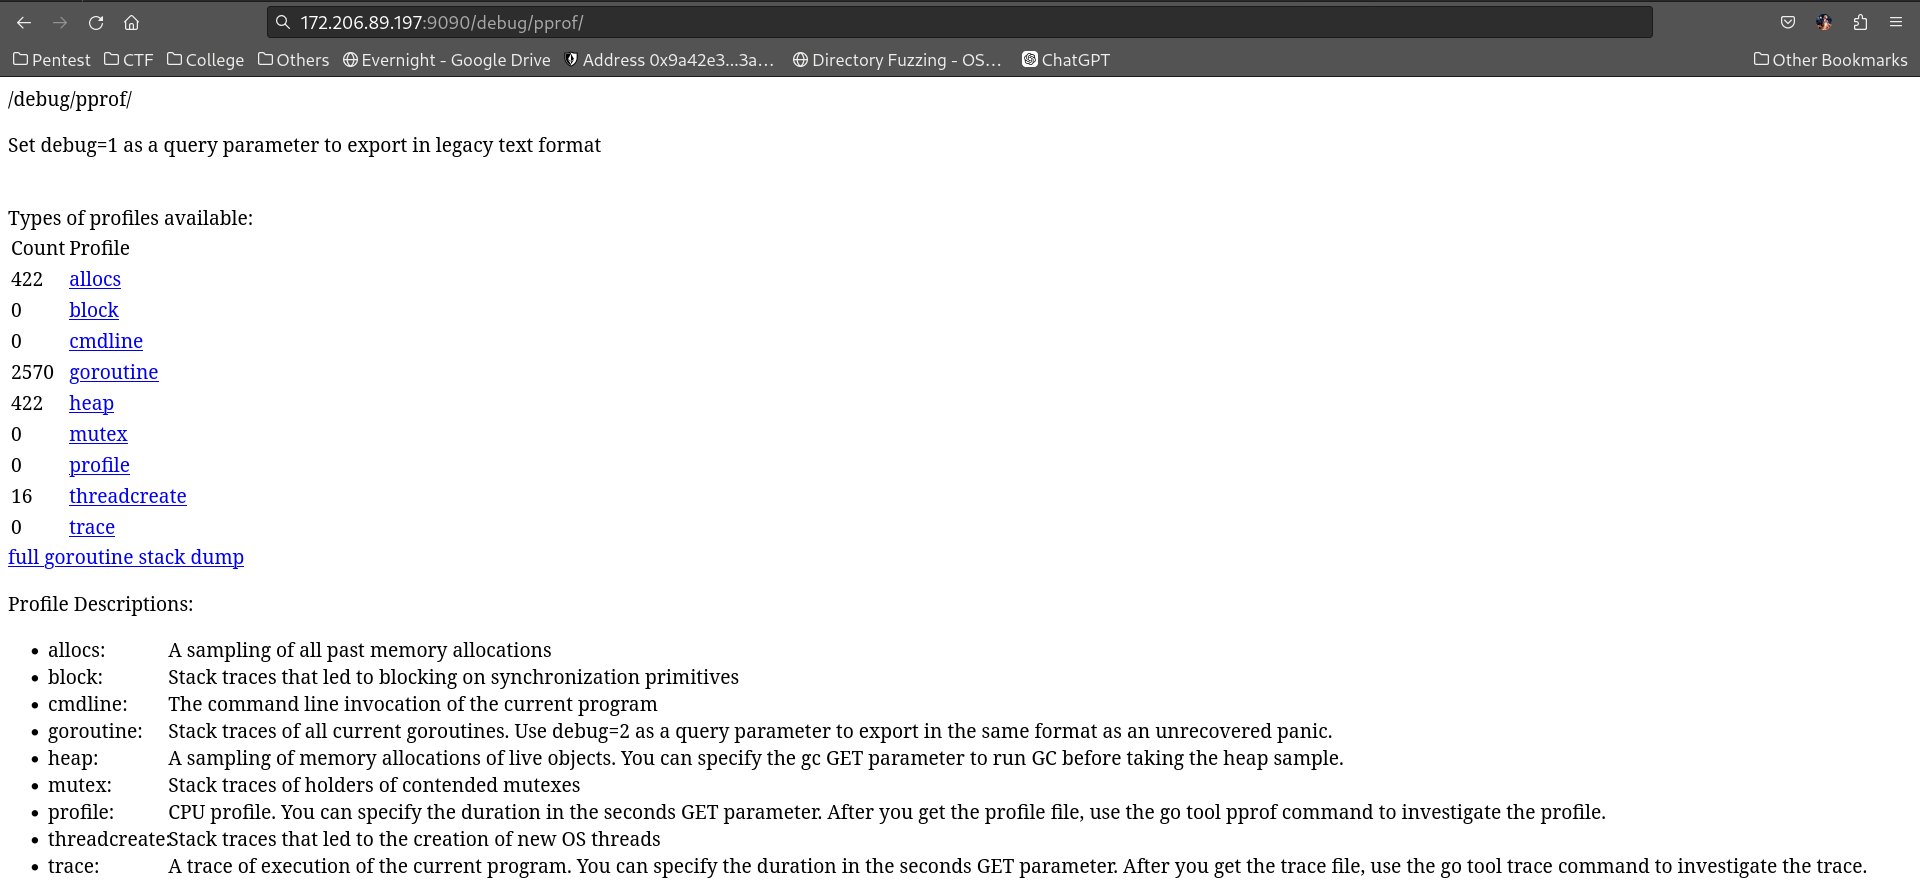 172.206.89.197:9090/debug/pprof/
Pentest CTF College Others Evernight - Google Drive Address 0x9a42e3...3a... Directory Fuzzing - OS... ChatGPT Other Bookmarks
/debug/pprof/
Set debug=1 as a query parameter to export in legacy text format
Types of profiles available:
Count Profile
422 allocs
0 block
0 cmdline
2570 goroutine
422 heap
0 mutex
0 profile
16 threadcreate
0 trace
full goroutine stack dump
Profile Descriptions:
• allocs: A sampling of all past memory allocations
• block: Stack traces that led to blocking on synchronization primitives
• cmdline: The command line invocation of the current program
• goroutine: Stack traces of all current goroutines. Use debug=2 as a query parameter to export in the same format as an unrecovered panic.
• heap: A sampling of memory allocations of live objects. You can specify the gc GET parameter to run GC before taking the heap sample.
• mutex: Stack traces of holders of contended mutexes
• profile: CPU profile. You can specify the duration in the seconds GET parameter. After you get the profile file, use the go tool pprof command to investigate the profile.
• threadcreate: Stack traces that led to the creation of new OS threads
• trace: A trace of execution of the current program. You can specify the duration in the seconds GET parameter. After you get the trace file, use the go tool trace command to investigate the trace.